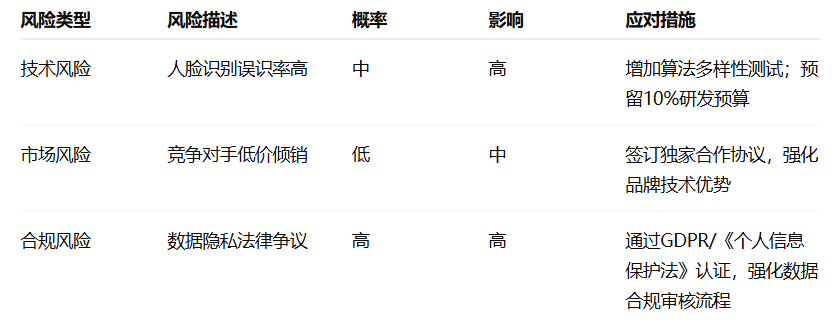 风险类型 风险描述 概率 影响 应对措施
技术风险 人脸识别误识率高 中 高 增加算法多样性测试；预
留10%研发预算
市场风险 竞争对手低价倾销 低 中 签订独家合作协议，强化
品牌技术优势
合规风险 数据隐私法律争议 高 高 通过GDPR/《个人信息
保护法》认证，强化数据
合规审核流程